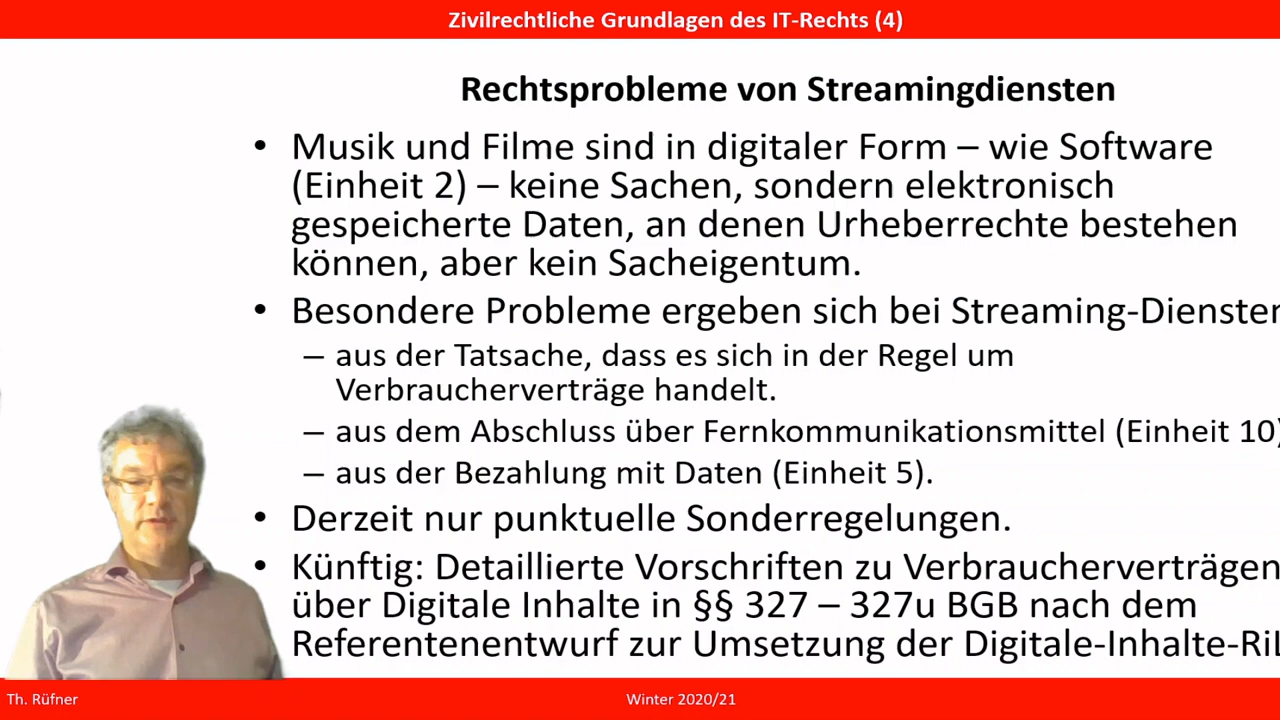 Zivilrechtliche Grundlagen des IT-Rechts (4)
Rechtsprobleme von Streamingdiensten
• Musik und Filme sind in digitaler Form – wie Software
(Einheit 2) – keine Sachen, sondern elektronisch
gespeicherte Daten, an denen Urheberrechte bestehen
können, aber kein Sacheigentum.
• Besondere Probleme ergeben sich bei Streaming-Diensten
– aus der Tatsache, dass es sich in der Regel um
Verbraucherverträge handelt.
– aus dem Abschluss über Fernkommunikationsmittel (Einheit 10)
– aus der Bezahlung mit Daten (Einheit 5).
• Derzeit nur punktuelle Sonderregelungen.
• Künftig: Detaillierte Vorschriften zu Verbraucherverträgen
über Digitale Inhalte in §§ 327 – 327u BGB nach dem
Referentenentwurf zur Umsetzung der Digitale-Inhalte-RiL
Th. Rüfner
Winter 2020/21